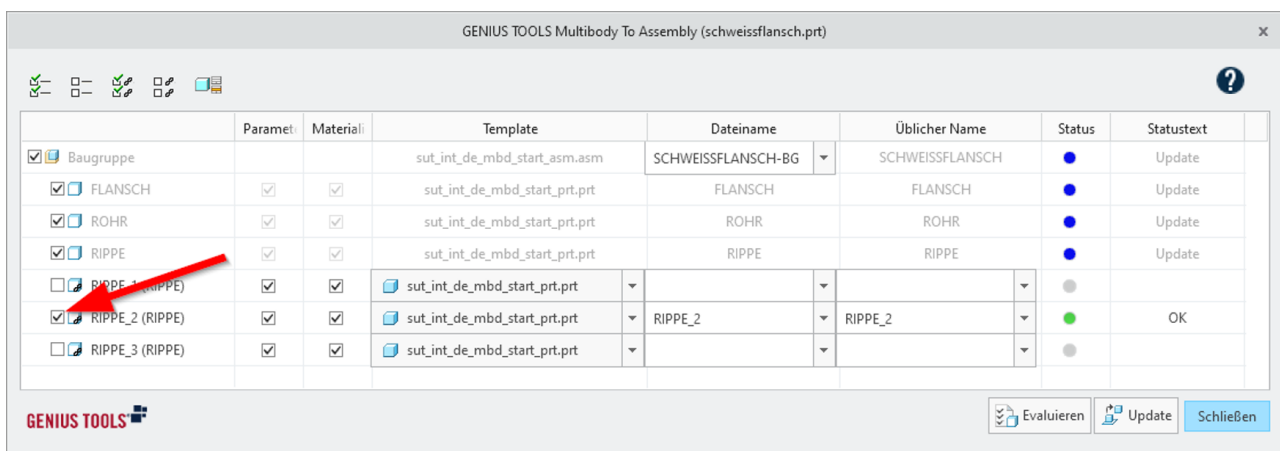 GENIUS TOOLS Multibody To Assembly (schweissflansch.prt)
x
?
Paramete Materiali Template Dateiname Üblicher Name Status Statustext
Baugruppe sut_int_de_mbd_start_asm.asm SCHWEISSFLANSCH-BG SCHWEISSFLANSCH Update
FLANSCH sut_int_de_mbd_start_prt.prt FLANSCH FLANSCH Update
ROHR sut_int_de_mbd_start_prt.prt ROHR ROHR Update
RIPPE sut_int_de_mbd_start_prt.prt RIPPE RIPPE Update
RIPPE_1 (RIPPE) sut_int_de_mbd_start_prt.prt
RIPPE_2 (RIPPE) sut_int_de_mbd_start_prt.prt RIPPE_2 RIPPE_2 OK
RIPPE_3 (RIPPE) sut_int_de_mbd_start_prt.prt
GENIUS TOOLS Evaluieren Update Schließen